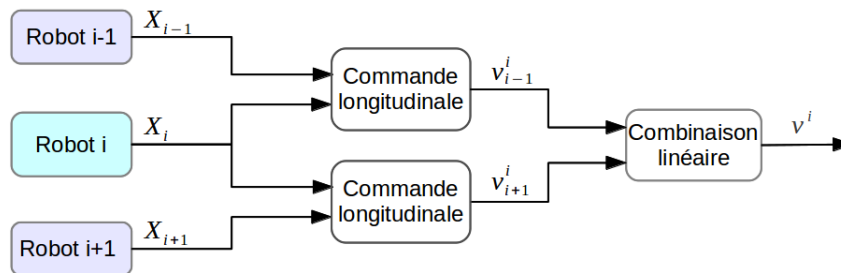 Robot i-1
X_{i-1}
Commande
longitudinale
v^{i}_{i-1}
Robot i
X_{i}
Combinaison
linéaire
v^{i}
Commande
longitudinale
v^{i}_{i+1}
Robot i+1
X_{i+1}